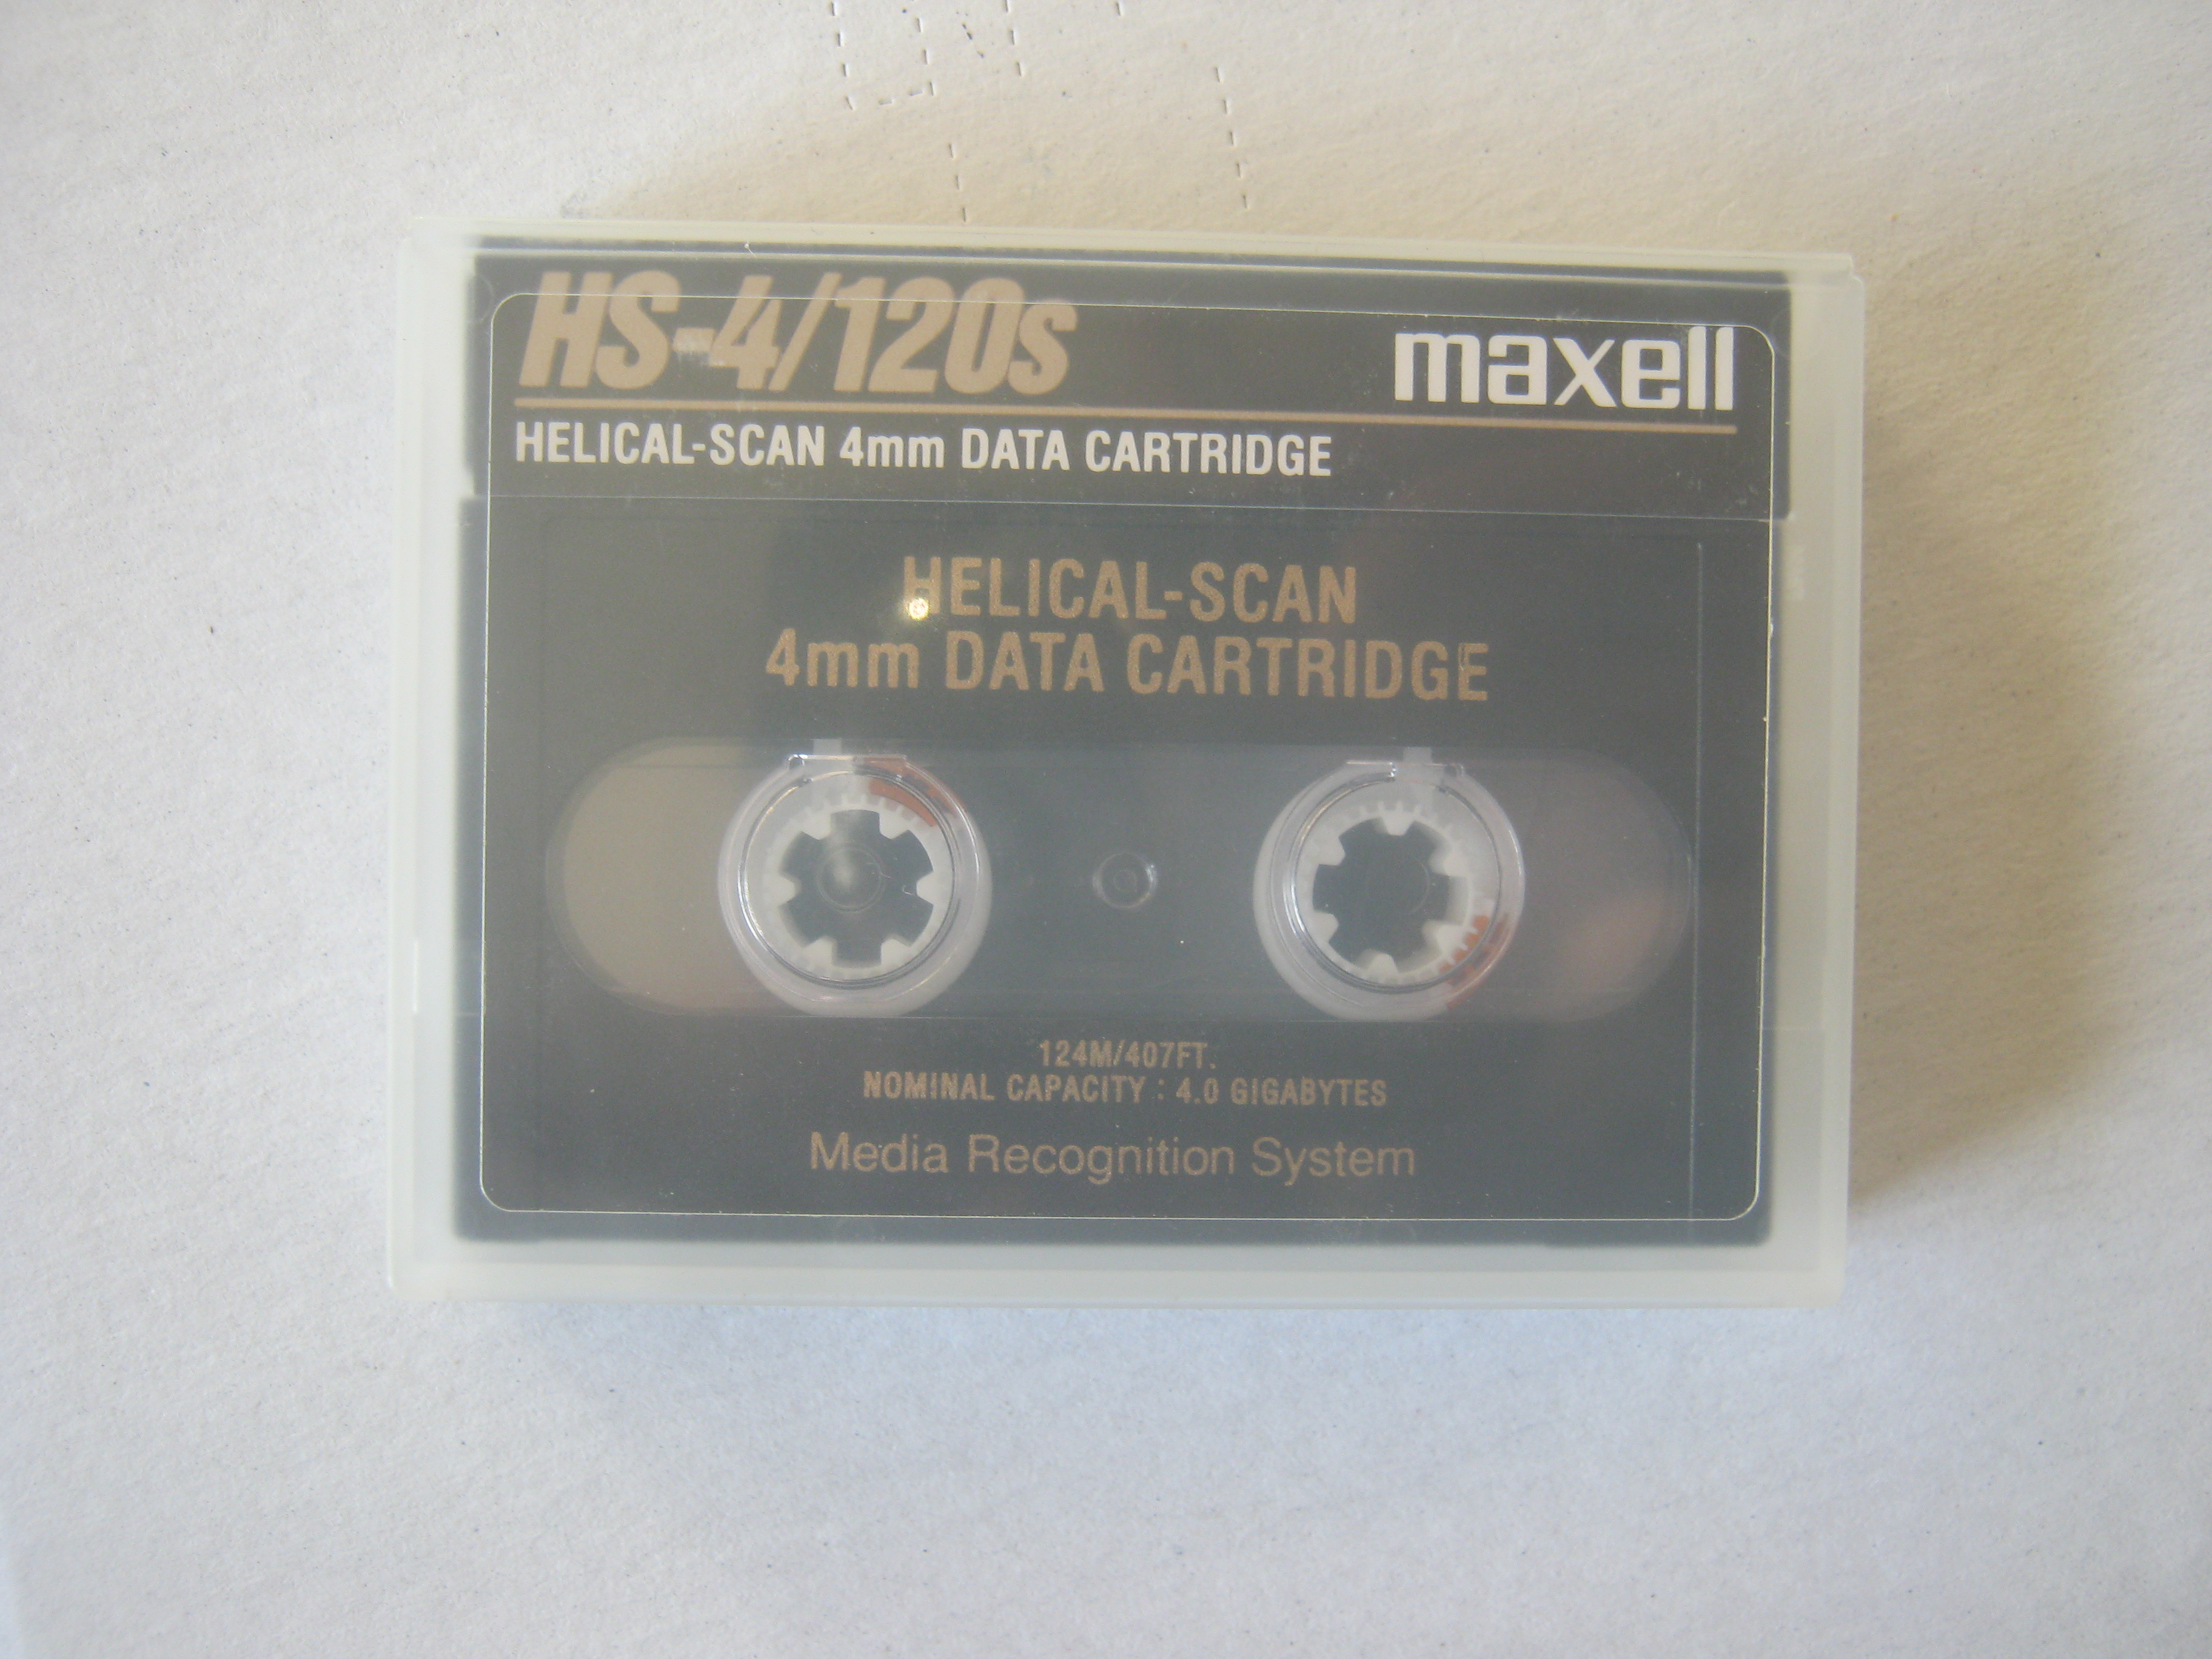 HS-4/120s
maxell
HELICAL-SCAN 4mm DATA CARTRIDGE
HELICAL-SCAN
4mm DATA CARTRIDGE
124M/407FT.
NOMINAL CAPACITY : 4.0 GIGABYTES
Media Recognition System